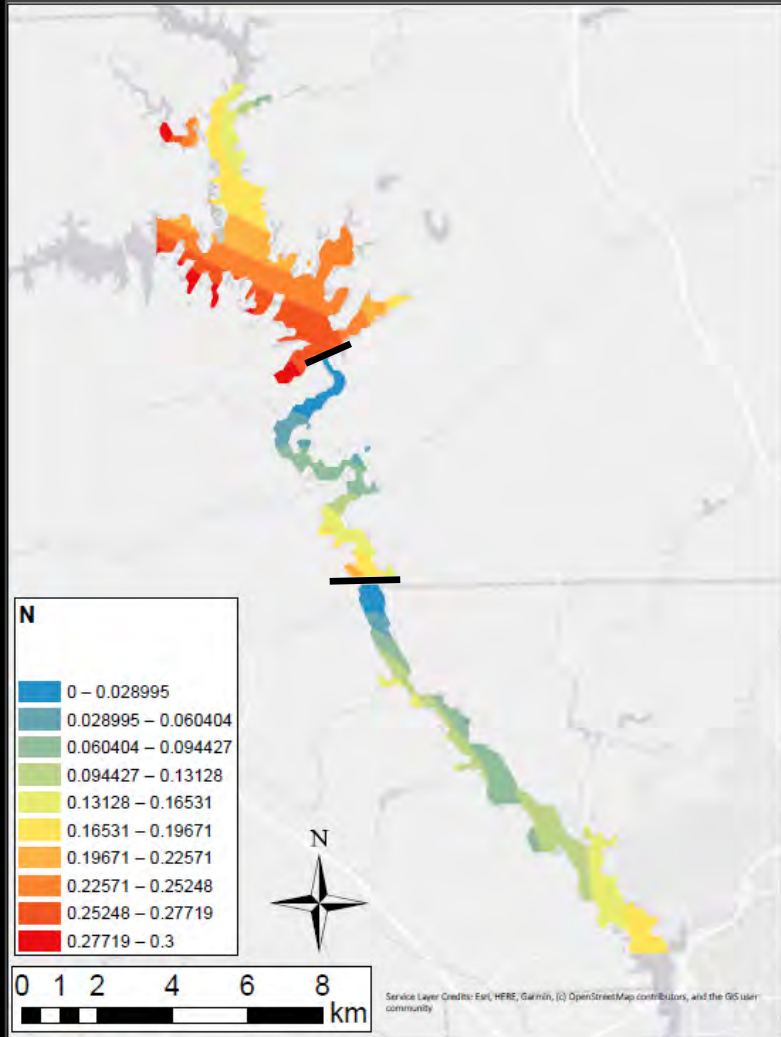 N
0 – 0.028995
0.028995 – 0.060404
0.060404 – 0.094427
0.094427 – 0.13128
0.13128 – 0.16531
0.16531 – 0.19671
0.19671 – 0.22571
0.22571 – 0.25248
0.25248 – 0.27719
0.27719 – 0.3
N
0 1 2 4 6 8
km
Service Layer Credits: Esri, HERE, Garmin, (c) OpenStreetMap contributors, and the GIS user
community